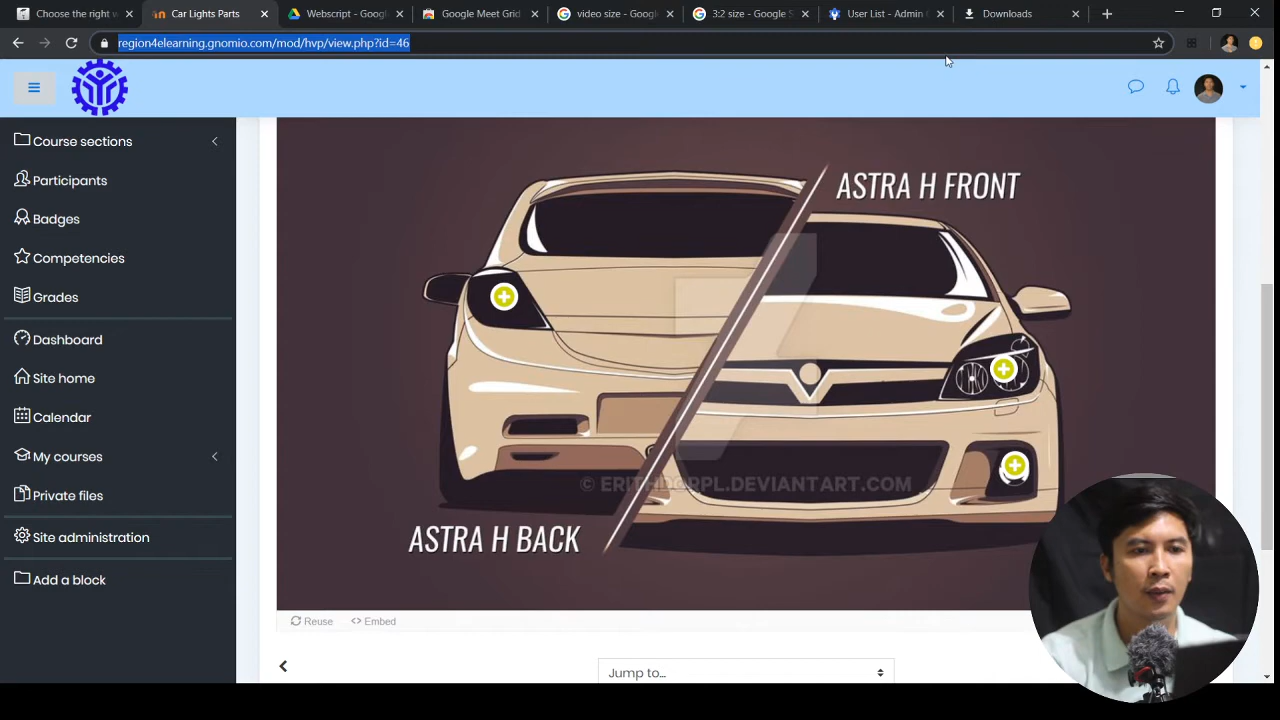 Choose the right w
Car Lights Parts
Webscript - Googl
Google Meet Grid
video size - Google
3:2 size - Google S
User List - Admin C
Downloads
region4elearning.gnomio.com/mod/hvp/view.php?id=46
Course sections
Participants
Badges
Competencies
Grades
Dashboard
Site home
Calendar
My courses
Private files
Site administration
Add a block
ASTRA H FRONT
© ERITHDORPL.DEVIANTART.COM
ASTRA H BACK
Reuse
Embed
Jump to...